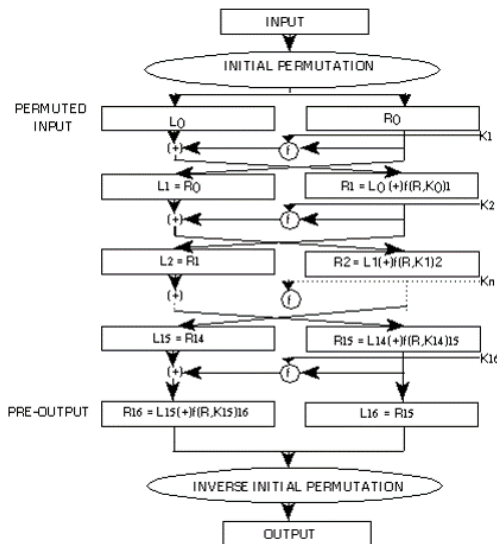 INPUT
INITIAL PERMUTATION
PERMUTED
INPUT
L0
R0
K1
(+)
f
L1 = R0
R1 = L0 (+)f(R,K0)1
K2
(+)
f
L2 = R1
R2 = L1(+)f(R,K1)2
Kn
(+)
f
L15 = R14
R15 = L14(+)f(R,K14)15
K16
(+)
f
PRE-OUTPUT
R16 = L15(+)f(R,K15)16
L16 = R15
INVERSE INITIAL PERMUTATION
OUTPUT